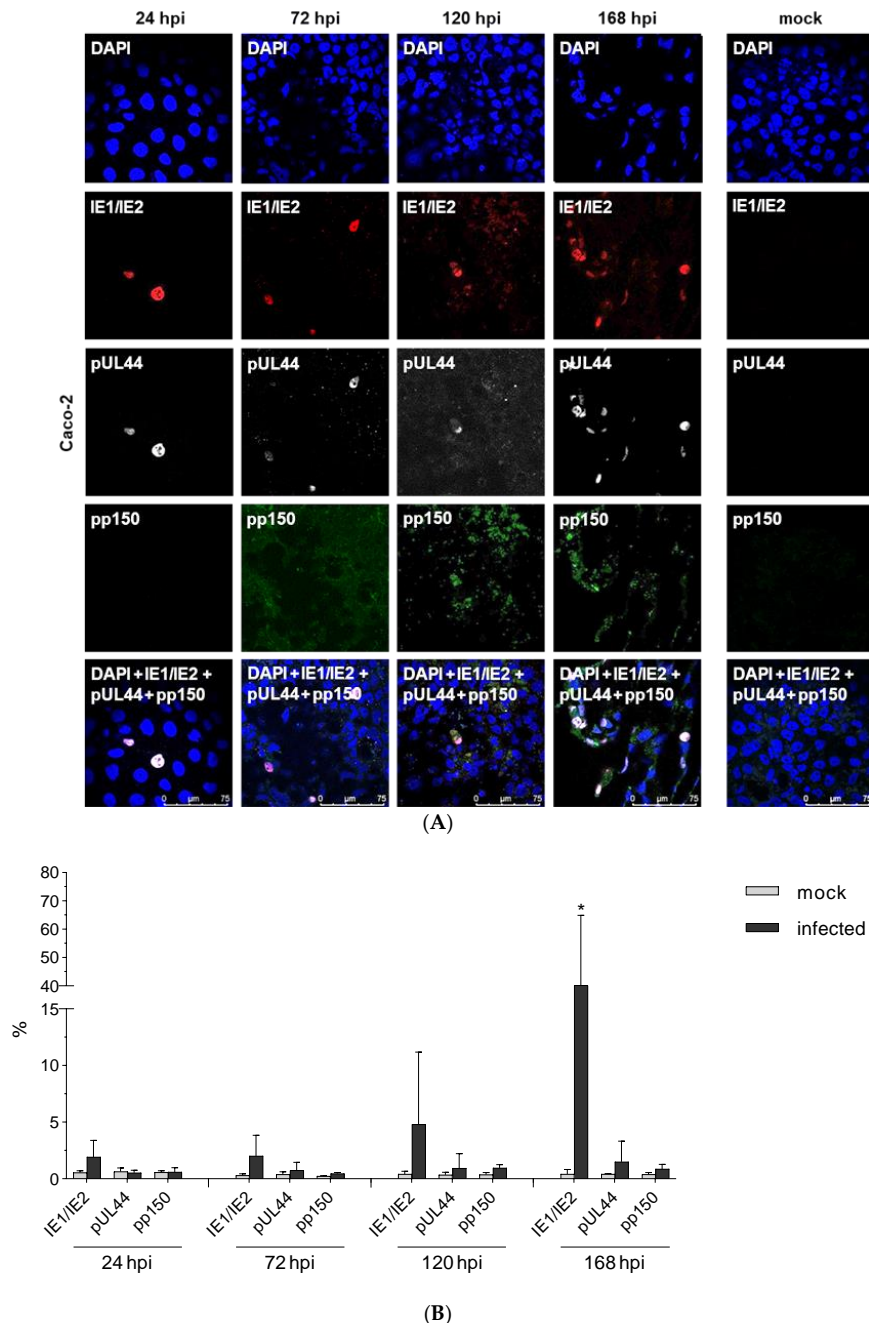 24 hpi 72 hpi 120 hpi 168 hpi mock
DAPI DAPI DAPI DAPI DAPI
IE1/IE2 IE1/IE2 IE1/IE2 IE1/IE2 IE1/IE2
pUL44 pUL44 pUL44 pUL44 pUL44
Caco-2
pp150 pp150 pp150 pp150 pp150
DAPI+IE1/IE2 + DAPI+IE1/IE2 + DAPI+IE1/IE2 + DAPI+IE1/IE2 + DAPI+IE1/IE2 +
pUL44+pp150 pUL44+pp150 pUL44+pp150 pUL44+pp150 pUL44+pp150
0 µm 75 0 µm 75 0 µm 75 0 µm 75 0 µm 75
(A)
80
70
60
50
40
15
10
5
0
%
*
mock
infected
IE1/IE2 pUL44 pp150 IE1/IE2 pUL44 pp150 IE1/IE2 pUL44 pp150 IE1/IE2 pUL44 pp150
24 hpi 72 hpi 120 hpi 168 hpi
(B)